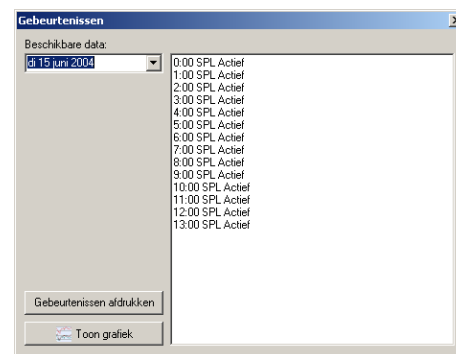 Gebeurtenissen
Beschikbare data:
di 15 juni 2004
0:00 SPL Actief
1:00 SPL Actief
2:00 SPL Actief
3:00 SPL Actief
4:00 SPL Actief
5:00 SPL Actief
6:00 SPL Actief
7:00 SPL Actief
8:00 SPL Actief
9:00 SPL Actief
10:00 SPL Actief
11:00 SPL Actief
12:00 SPL Actief
13:00 SPL Actief
Gebeurtenissen afdrukken
Toon grafiek